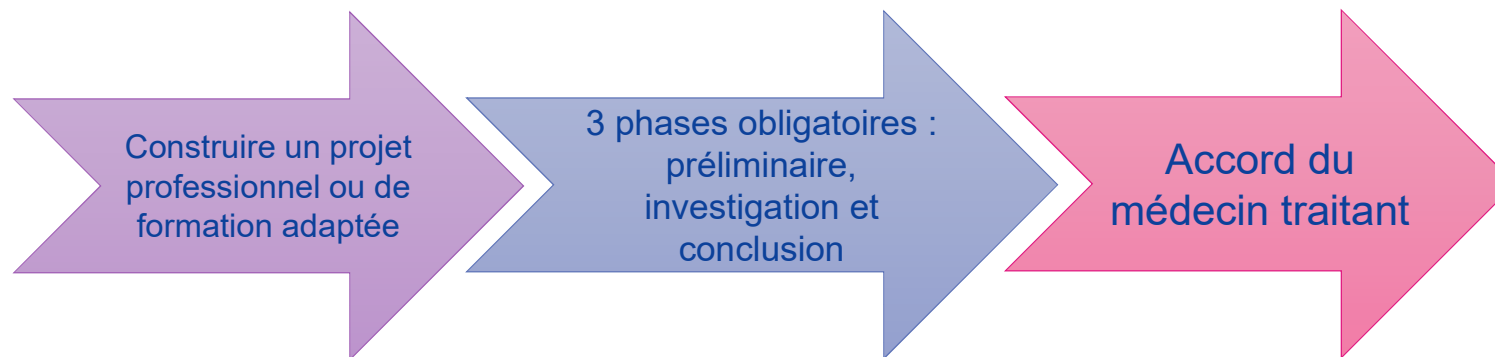 Construire un projet
professionnel ou de
formation adaptée
3 phases obligatoires :
préliminaire,
investigation et
conclusion
Accord du
médecin traitant